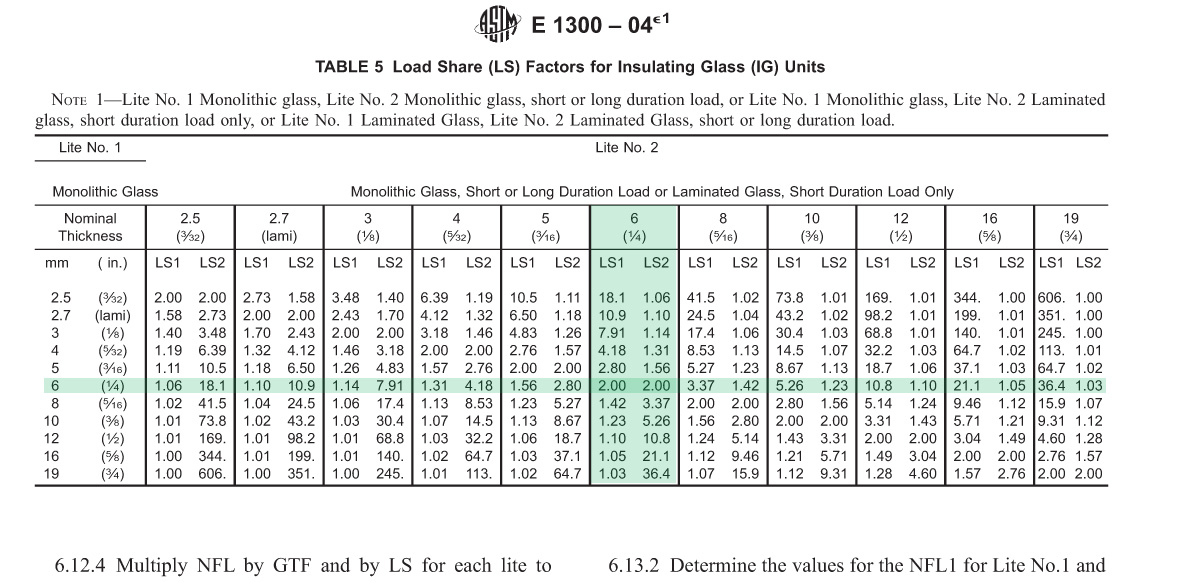 ASTM E 1300 – 04ε1
TABLE 5 Load Share (LS) Factors for Insulating Glass (IG) Units
NOTE 1—Lite No. 1 Monolithic glass, Lite No. 2 Monolithic glass, short or long duration load, or Lite No. 1 Monolithic glass, Lite No. 2 Laminated
glass, short duration load only, or Lite No. 1 Laminated Glass, Lite No. 2 Laminated Glass, short or long duration load.
Lite No. 1 Lite No. 2
Monolithic Glass Monolithic Glass, Short or Long Duration Load or Laminated Glass, Short Duration Load Only
Nominal 2.5 2.7 3 4 5 6 8 10 12 16 19
Thickness (3⁄32) (lami) (1⁄8) (5⁄32) (3⁄16) (1⁄4) (5⁄16) (3⁄8) (1⁄2) (5⁄8) (3⁄4)
mm ( in.) LS1 LS2 LS1 LS2 LS1 LS2 LS1 LS2 LS1 LS2 LS1 LS2 LS1 LS2 LS1 LS2 LS1 LS2 LS1 LS2 LS1 LS2
2.5 (3⁄32) 2.00 2.00 2.73 1.58 3.48 1.40 6.39 1.19 10.5 1.11 18.1 1.06 41.5 1.02 73.8 1.01 169. 1.01 344. 1.00 606. 1.00
2.7 (lami) 1.58 2.73 2.00 2.00 2.43 1.70 4.12 1.32 6.50 1.18 10.9 1.10 24.5 1.04 43.2 1.02 98.2 1.01 199. 1.01 351. 1.00
3 (1⁄8) 1.40 3.48 1.70 2.43 2.00 2.00 3.18 1.46 4.83 1.26 7.91 1.14 17.4 1.06 30.4 1.03 68.8 1.01 140. 1.01 245. 1.00
4 (5⁄32) 1.19 6.39 1.32 4.12 1.46 3.18 2.00 2.00 2.76 1.57 4.18 1.31 8.53 1.13 14.5 1.07 32.2 1.03 64.7 1.02 113. 1.01
5 (3⁄16) 1.11 10.5 1.18 6.50 1.26 4.83 1.57 2.76 2.00 2.00 2.80 1.56 5.27 1.23 8.67 1.13 18.7 1.06 37.1 1.03 64.7 1.02
6 (1⁄4) 1.06 18.1 1.10 10.9 1.14 7.91 1.31 4.18 1.56 2.80 2.00 2.00 3.37 1.42 5.26 1.23 10.8 1.10 21.1 1.05 36.4 1.03
8 (5⁄16) 1.02 41.5 1.04 24.5 1.06 17.4 1.13 8.53 1.23 5.27 1.42 3.37 2.00 2.00 2.80 1.56 5.14 1.24 9.46 1.12 15.9 1.07
10 (3⁄8) 1.01 73.8 1.02 43.2 1.03 30.4 1.07 14.5 1.13 8.67 1.23 5.26 1.56 2.80 2.00 2.00 3.31 1.43 5.71 1.21 9.31 1.12
12 (1⁄2) 1.01 169. 1.01 98.2 1.01 68.8 1.03 32.2 1.06 18.7 1.10 10.8 1.24 5.14 1.43 3.31 2.00 2.00 3.04 1.49 4.60 1.28
16 (5⁄8) 1.00 344. 1.01 199. 1.01 140. 1.02 64.7 1.03 37.1 1.05 21.1 1.12 9.46 1.21 5.71 1.49 3.04 2.00 2.00 2.76 1.57
19 (3⁄4) 1.00 606. 1.00 351. 1.00 245. 1.01 113. 1.02 64.7 1.03 36.4 1.07 15.9 1.12 9.31 1.28 4.60 1.57 2.76 2.00 2.00
6.12.4 Multiply NFL by GTF and by LS for each lite to
6.13.2 Determine the values for the NFL1 for Lite No.1 and